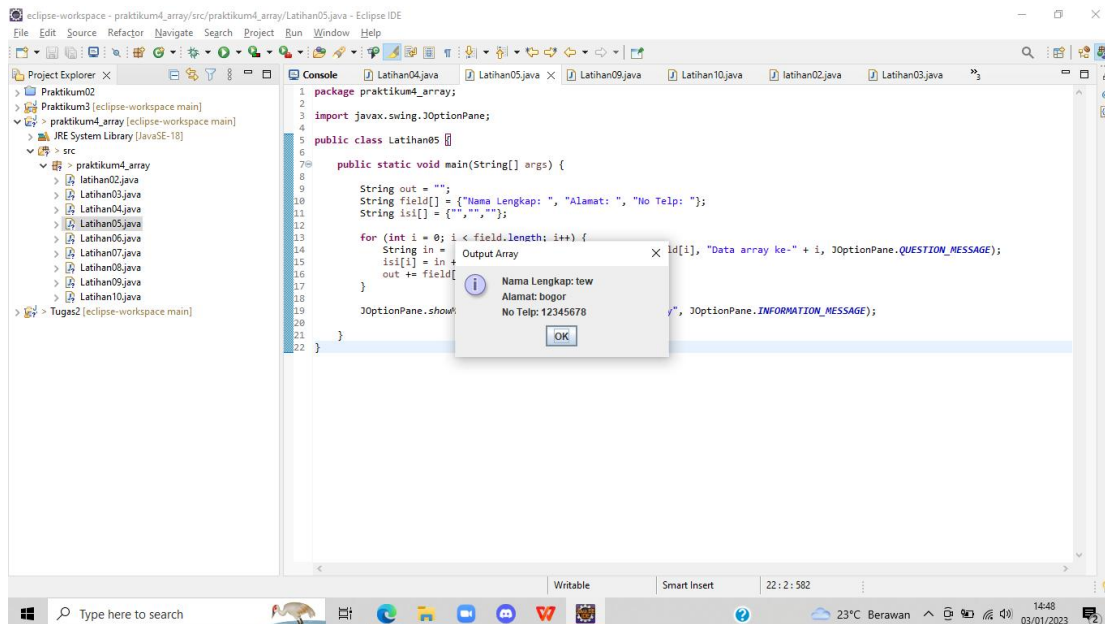 eclipse-workspace - praktikum4_array/src/praktikum4_array/Latihan05.java - Eclipse IDE
File Edit Source Refactor Navigate Search Project Run Window Help
Project Explorer
Console Latihan04.java Latihan05.java Latihan09.java Latihan10.java latihan02.java Latihan03.java »3
Praktikum02
> Praktikum3 [eclipse-workspace main]
> praktikum4_array [eclipse-workspace main]
JRE System Library [JavaSE-18]
> src
> praktikum4_array
latihan02.java
Latihan03.java
Latihan04.java
Latihan05.java
Latihan06.java
Latihan07.java
Latihan08.java
Latihan09.java
Latihan10.java
> Tugas2 [eclipse-workspace main]
1 package praktikum4_array;
2
3 import javax.swing.JOptionPane;
4
5 public class Latihan05 {
6
7 public static void main(String[] args) {
8
9 String out = "";
10 String field[] = {"Nama Lengkap: ", "Alamat: ", "No Telp: "};
11 String isi[] = {"","",""};
12
13 for (int i = 0; i < field.length; i++) {
14 String in = ld[i], "Data array ke-" + i, JOptionPane.QUESTION_MESSAGE);
15 isi[i] = in +
16 out += field[
17 }
18
19 JOptionPane.show y", JOptionPane.INFORMATION_MESSAGE);
20
21 }
22 }
Output Array
Nama Lengkap: tew
Alamat: bogor
No Telp: 12345678
OK
Writable Smart Insert 22 : 2 : 582
Type here to search
23°C Berawan
14:48
03/01/2023
2